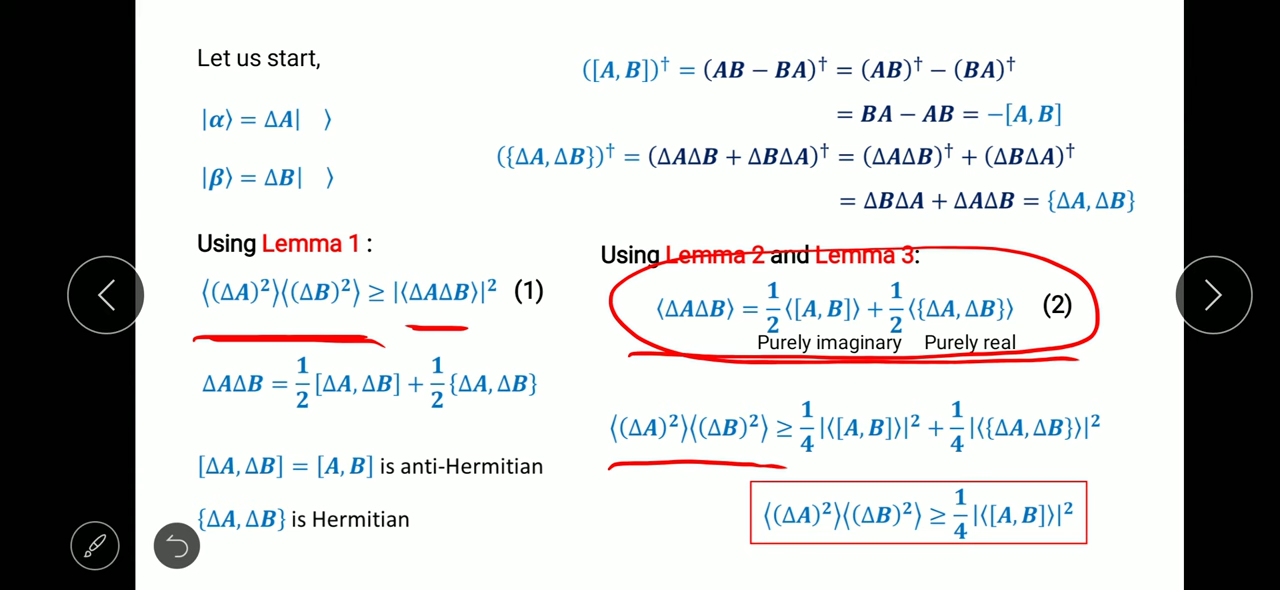 Let us start,
|α⟩ = ΔA| ⟩
|β⟩ = ΔB| ⟩
Using Lemma 1 :
⟨(ΔA)²⟩⟨(ΔB)²⟩ ≥ |⟨ΔAΔB⟩|² (1)
ΔAΔB = 1/2 [ΔA, ΔB] + 1/2 {ΔA, ΔB}
[ΔA, ΔB] = [A, B] is anti-Hermitian
{ΔA, ΔB} is Hermitian
([A, B])† = (AB − BA)† = (AB)† − (BA)†
= BA − AB = −[A, B]
({ΔA, ΔB})† = (ΔAΔB + ΔBΔA)† = (ΔAΔB)† + (ΔBΔA)†
= ΔBΔA + ΔAΔB = {ΔA, ΔB}
Using Lemma 2 and Lemma 3:
⟨ΔAΔB⟩ = 1/2 ⟨[A, B]⟩ + 1/2 ⟨{ΔA, ΔB}⟩ (2)
Purely imaginary Purely real
⟨(ΔA)²⟩⟨(ΔB)²⟩ ≥ 1/4 |⟨[A, B]⟩|² + 1/4 |⟨{ΔA, ΔB}⟩|²
⟨(ΔA)²⟩⟨(ΔB)²⟩ ≥ 1/4 |⟨[A, B]⟩|²